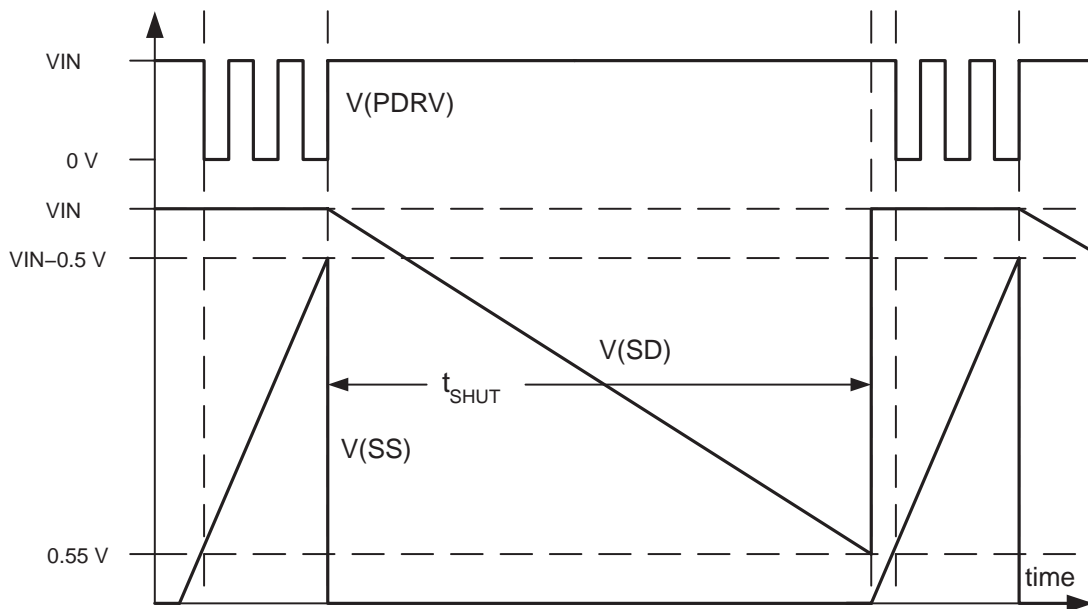 VIN
V(PDRV)
0 V
VIN
VIN–0.5 V
V(SD)
tSHUT
V(SS)
0.55 V
time